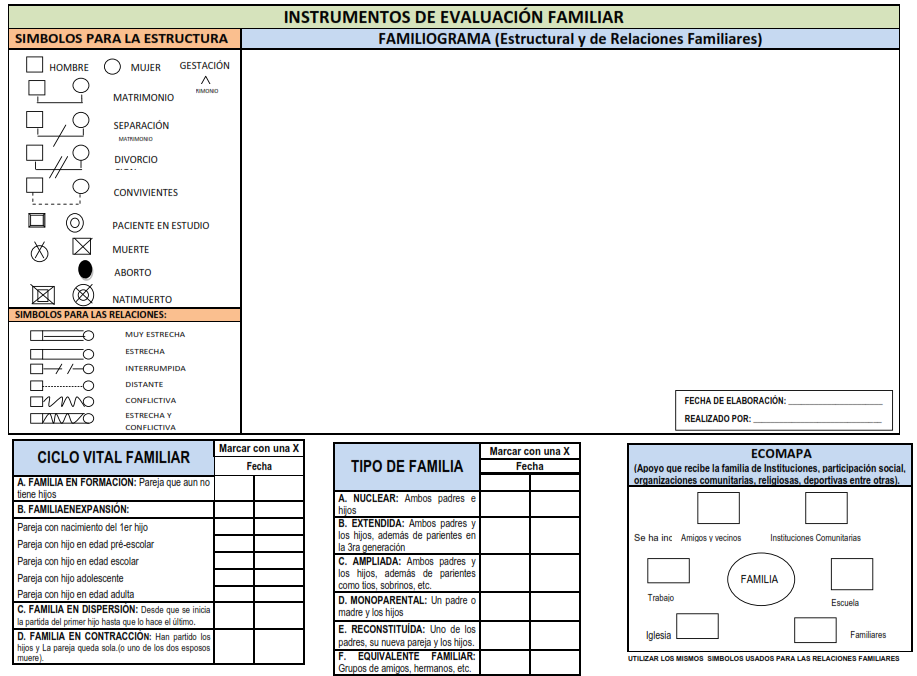 INSTRUMENTOS DE EVALUACIÓN FAMILIAR
SIMBOLOS PARA LA ESTRUCTURA
FAMILIOGRAMA (Estructural y de Relaciones Familiares)
HOMBRE
MUJER
GESTACIÓN
RIMONIO
MATRIMONIO
SEPARACIÓN
MATRIMONIO
DIVORCIO
CONVIVIENTES
PACIENTE EN ESTUDIO
MUERTE
ABORTO
NATIMUERTO
SIMBOLOS PARA LAS RELACIONES:
MUY ESTRECHA
ESTRECHA
INTERRUMPIDA
DISTANTE
CONFLICTIVA
ESTRECHA Y
CONFLICTIVA
FECHA DE ELABORACIÓN: ____________________
REALIZADO POR: ___________________________
CICLO VITAL FAMILIAR
Marcar con una X
Fecha
A. FAMILIA EN FORMACION: Pareja que aun no
tiene hijos
B. FAMILIAENEXPANSIÓN:
Pareja con nacimiento del 1er hijo
Pareja con hijo en edad pré-escolar
Pareja con hijo en edad escolar
Pareja con hijo adolescente
Pareja con hijo en edad adulta
C. FAMILIA EN DISPERSIÓN: Desde que se inicia
la partida del primer hijo hasta que lo hace el último.
D. FAMILIA EN CONTRACCIÓN: Han partido los
hijos y La pareja queda sola.(o uno de los dos esposos
muere).
TIPO DE FAMILIA
Marcar con una X
Fecha
A. NUCLEAR: Ambos padres e
hijos
B. EXTENDIDA: Ambos padres y
los hijos, además de parientes en
la 3ra generación
C. AMPLIADA: Ambos padres y
los hijos, además de parientes
como tios, sobrinos, etc.
D. MONOPARENTAL: Un padre o
madre y los hijos
E. RECONSTITUÍDA: Uno de los
padres, su nueva pareja y los hijos.
F. EQUIVALENTE FAMILIAR:
Grupos de amigos, hermanos, etc.
ECOMAPA
(Apoyo que recibe la familia de Instituciones, participación social,
organizaciones comunitarias, religiosas, deportivas entre otras).
Se ha inc
Amigos y vecinos
Instituciones Comunitarias
FAMILIA
Trabajo
Escuela
Iglesia
Familiares
UTILIZAR LOS MISMOS SIMBOLOS USADOS PARA LAS RELACIONES FAMILIARES